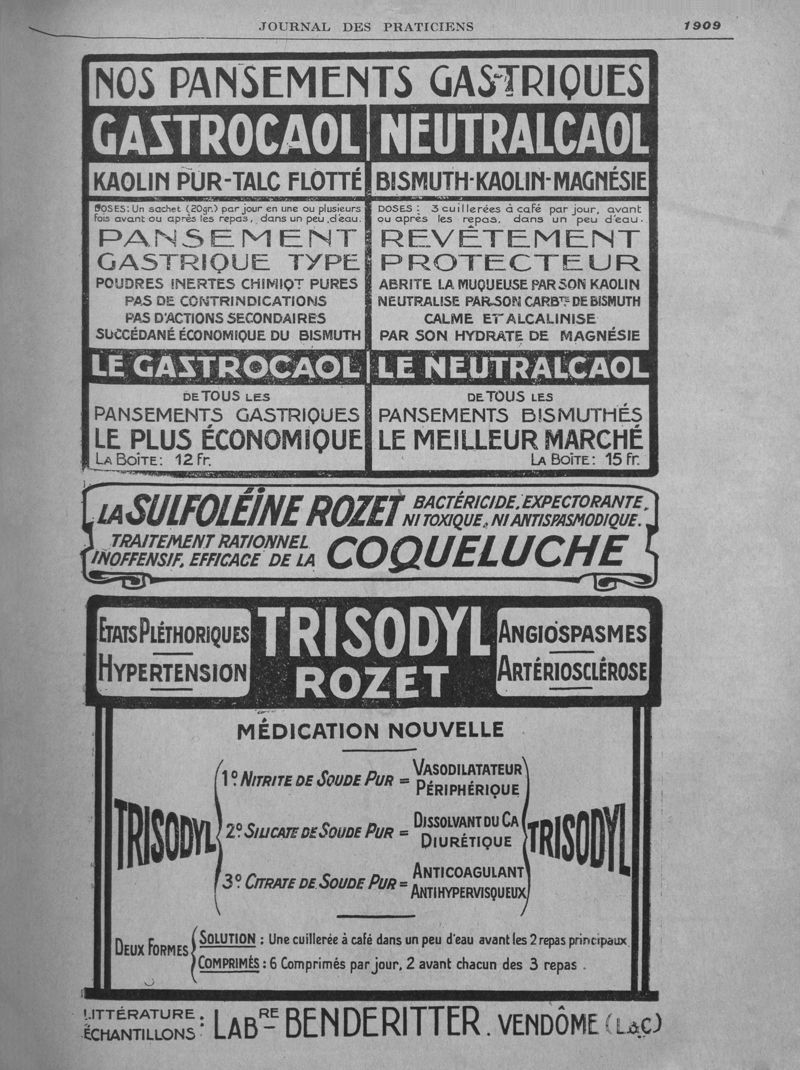 JOURNAL DES PRATICIENS 1909
NOS PANSEMENTS GASTRIQUES
GASTROCAOL
KAOLIN PUR-TALC FLOTTÉ
DOSES: Un sachet (20gr.) par jour en une ou plusieurs
fois avant ou après les repas, dans un peu d'eau.
PANSEMENT
GASTRIQUE TYPE
POUDRES INERTES CHIMIQT PURES
PAS DE CONTRINDICATIONS
PAS D'ACTIONS SECONDAIRES
SUCCÉDANÉ ÉCONOMIQUE DU BISMUTH
LE GASTROCAOL
DE TOUS LES
PANSEMENTS GASTRIQUES
LE PLUS ÉCONOMIQUE
LA BOÎTE: 12 Fr.
NEUTRALCAOL
BISMUTH-KAOLIN-MAGNÉSIE
DOSES: 3 cuillerées à café par jour, avant
ou après les repas, dans un peu d'eau.
REVÊTEMENT
PROTECTEUR
ABRITE LA MUQUEUSE PAR SON KAOLIN
NEUTRALISE PAR SON CARBTE DE BISMUTH
CALME ET ALCALINISE
PAR SON HYDRATE DE MAGNÉSIE
LE NEUTRALCAOL
DE TOUS LES
PANSEMENTS BISMUTHÉS
LE MEILLEUR MARCHÉ
LA BOÎTE: 15 Fr.
LA SULFOLÉINE ROZET BACTÉRICIDE, EXPECTORANTE,
NI TOXIQUE, NI ANTISPASMODIQUE.
TRAITEMENT RATIONNEL
INOFFENSIF, EFFICACE DE LA COQUELUCHE
ÉTATS PLÉTHORIQUES
HYPERTENSION
TRISODYL
ROZET
ANGIOSPASMES
ARTÉRIOSCLÉROSE
MÉDICATION NOUVELLE
TRISODYL
1º. NITRITE DE SOUDE PUR = VASODILATATEUR
PÉRIPHÉRIQUE
2º. SILICATE DE SOUDE PUR = DISSOLVANT DU CA
DIURÉTIQUE
3º. CITRATE DE SOUDE PUR = ANTICOAGULANT
ANTIHYPERVISQUEUX
TRISODYL
DEUX FORMES
SOLUTION : Une cuillerée à café dans un peu d'eau avant les 2 repas principaux
COMPRIMÉS : 6 Comprimés par jour, 2 avant chacun des 3 repas.
LITTÉRATURE.
ÉCHANTILLONS: LABRE BENDERITTER. VENDÔME (L&C)